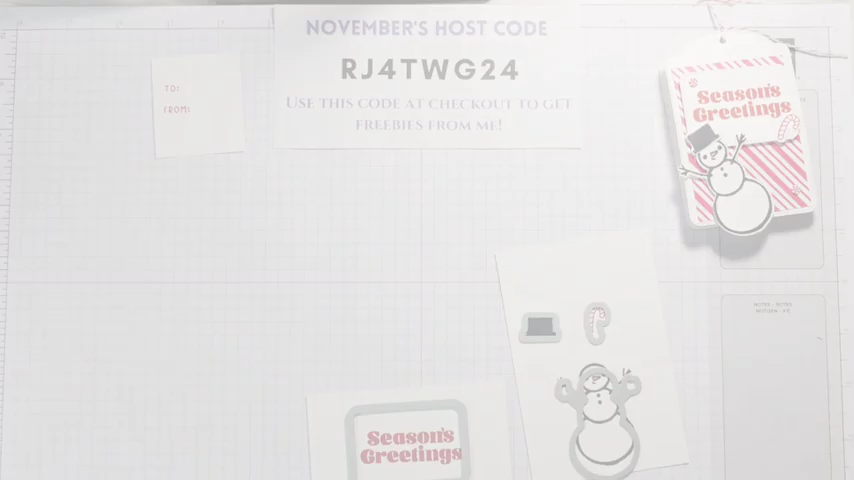 NOVEMBER'S HOST CODE
RJ4TWG24
USE THIS CODE AT CHECKOUT TO GET
FREEBIES FROM ME!
TO:
FROM:
Season's
Greetings
Season's
Greetings